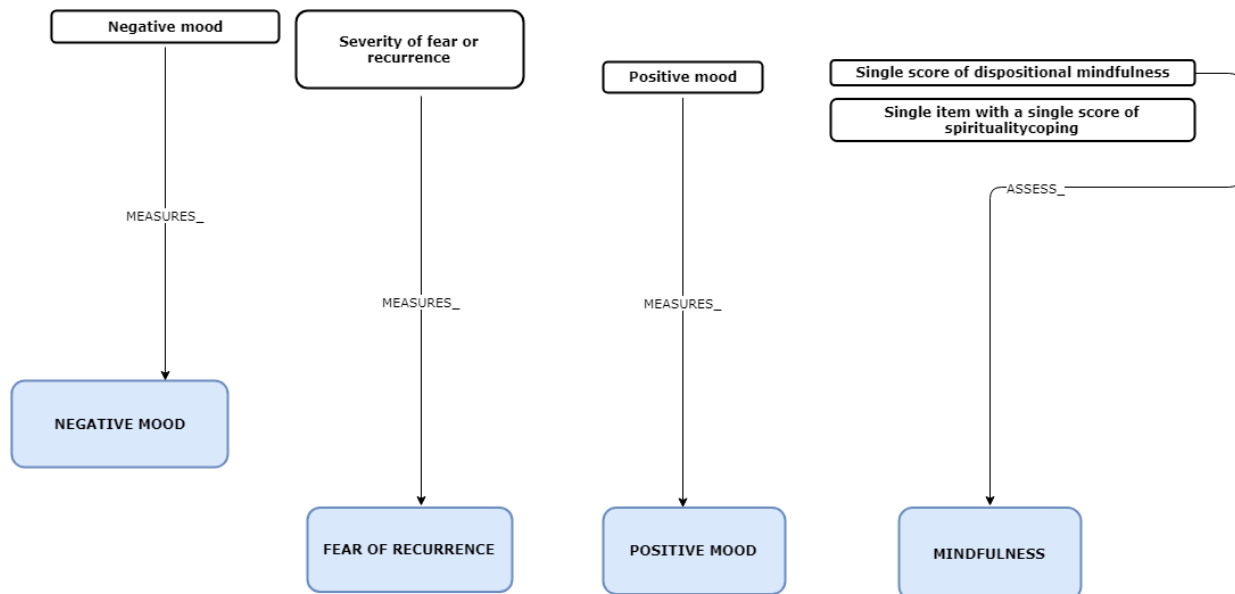 Negative mood
Severity of fear or
recurrence
Positive mood
Single score of dispositional mindfulness
Single item with a single score of
spiritualitycoping
MEASURES_
MEASURES_
MEASURES_
ASSESS_
NEGATIVE MOOD
FEAR OF RECURRENCE
POSITIVE MOOD
MINDFULNESS